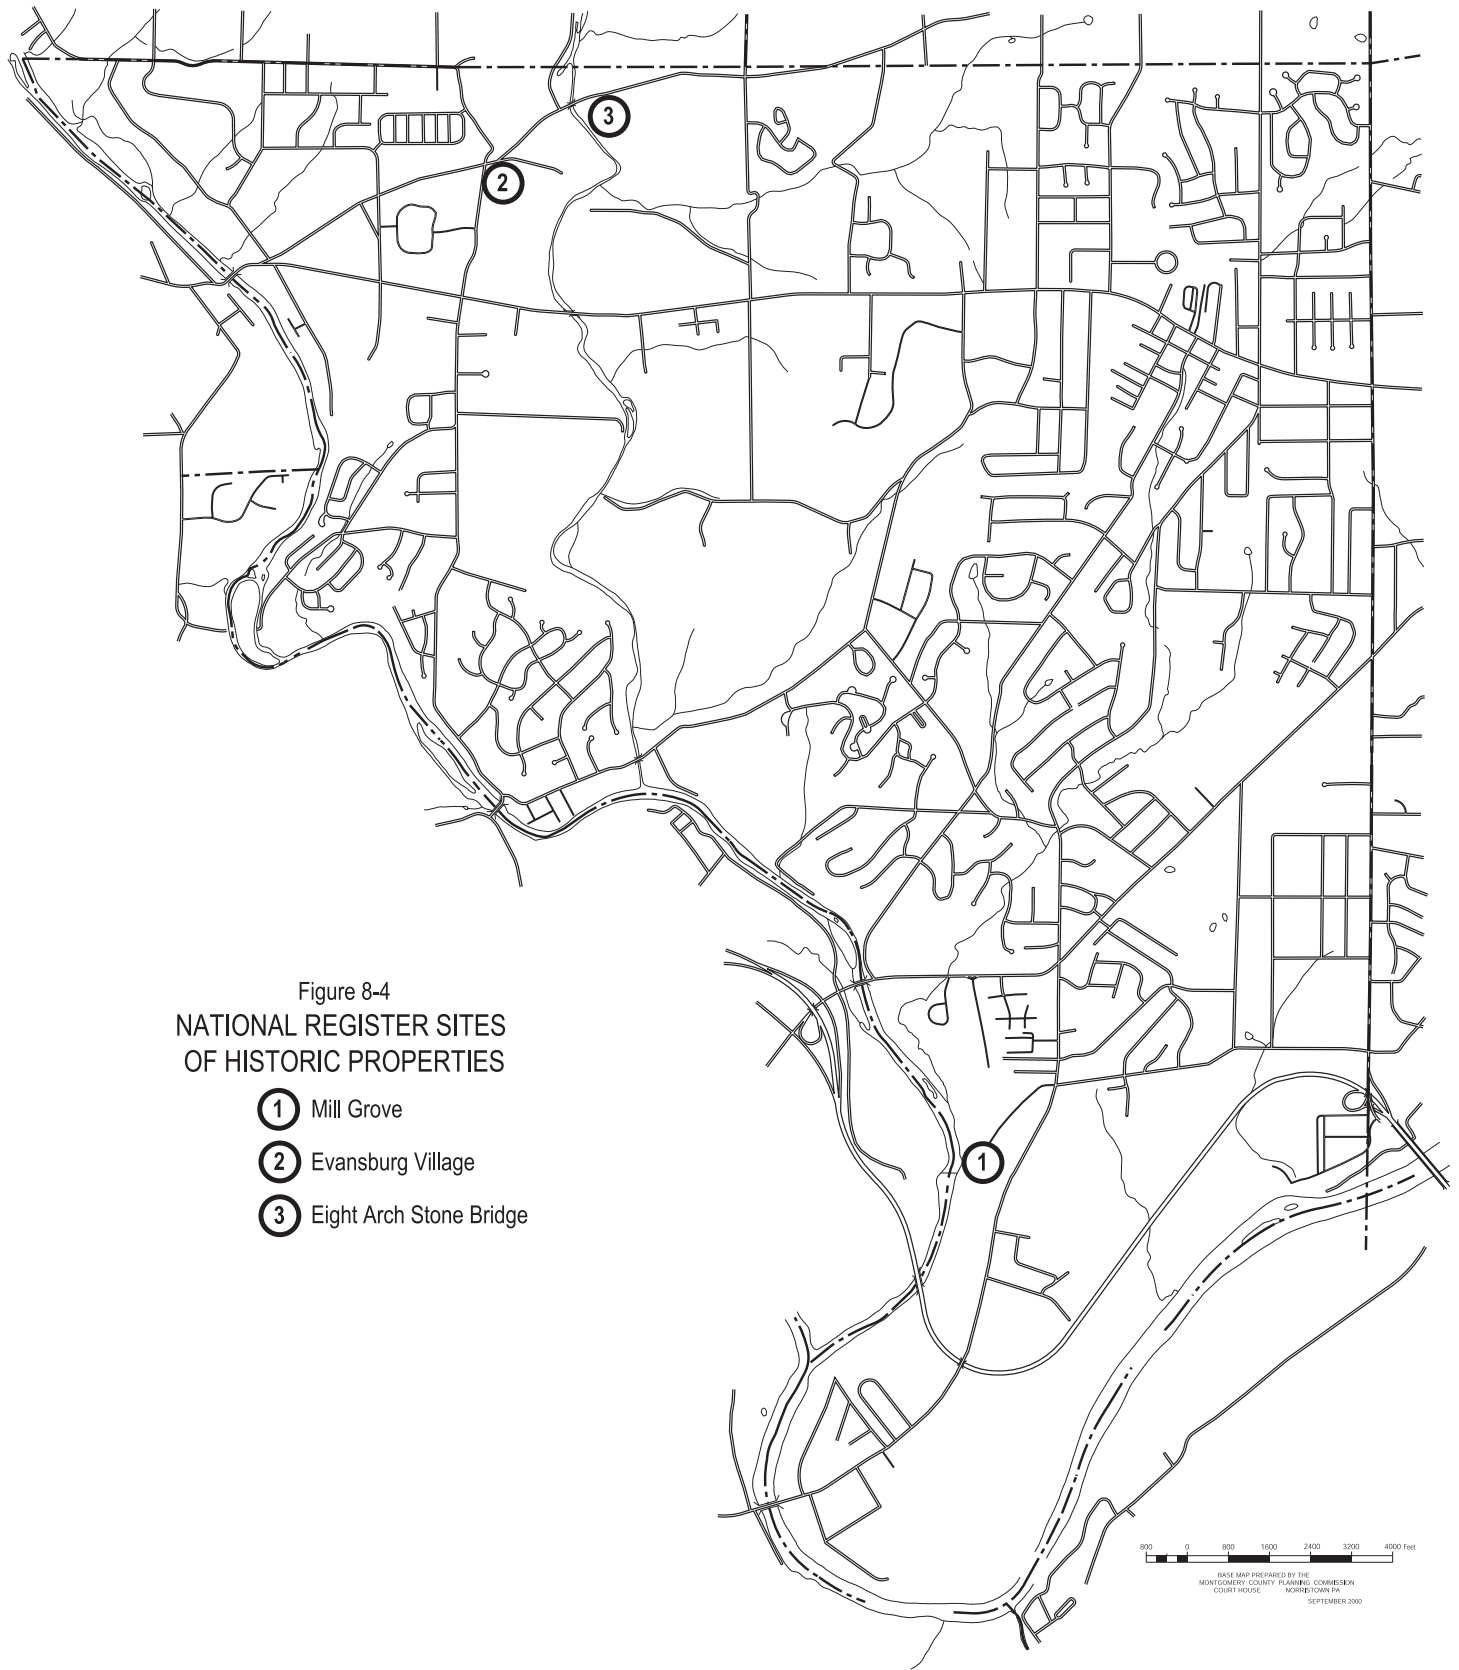 3
2
Figure 8-4
NATIONAL REGISTER SITES
OF HISTORIC PROPERTIES
1 Mill Grove
2 Evansburg Village
3 Eight Arch Stone Bridge
1
800 0 800 1600 2400 3200 4000 Feet
BASE MAP PREPARED BY THE
MONTGOMERY COUNTY PLANNING COMMISSION
COURT HOUSE NORRISTOWN PA
SEPTEMBER 2000